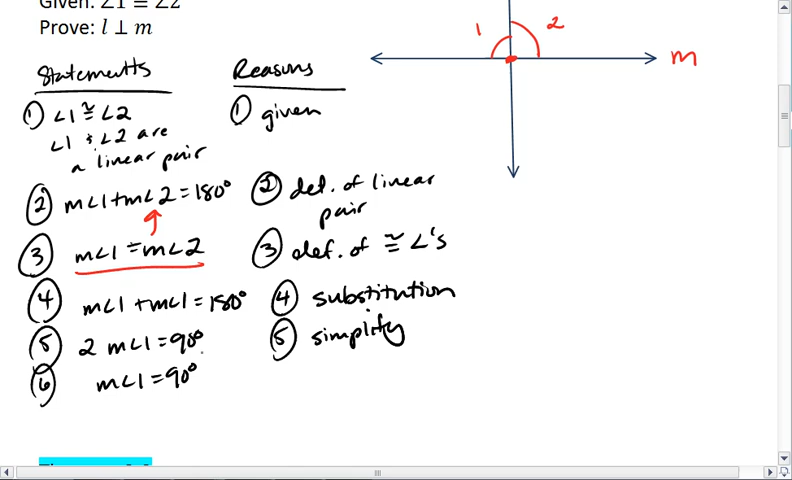 Given: ∠1 ≅ ∠2
Prove: l ⊥ m
1 2
m
Statements Reasons
① ∠1 ≅ ∠2 ① given
∠1 & ∠2 are
a linear pair
② m∠1+m∠2=180° ② def. of linear
pair
③ m∠1 = m∠2 ③ def. of ≅ ∠'s
④ m∠1 + m∠1 = 180° ④ substitution
⑤ 2 m∠1 = 90° ⑤ simplify
⑥ m∠1 = 90°